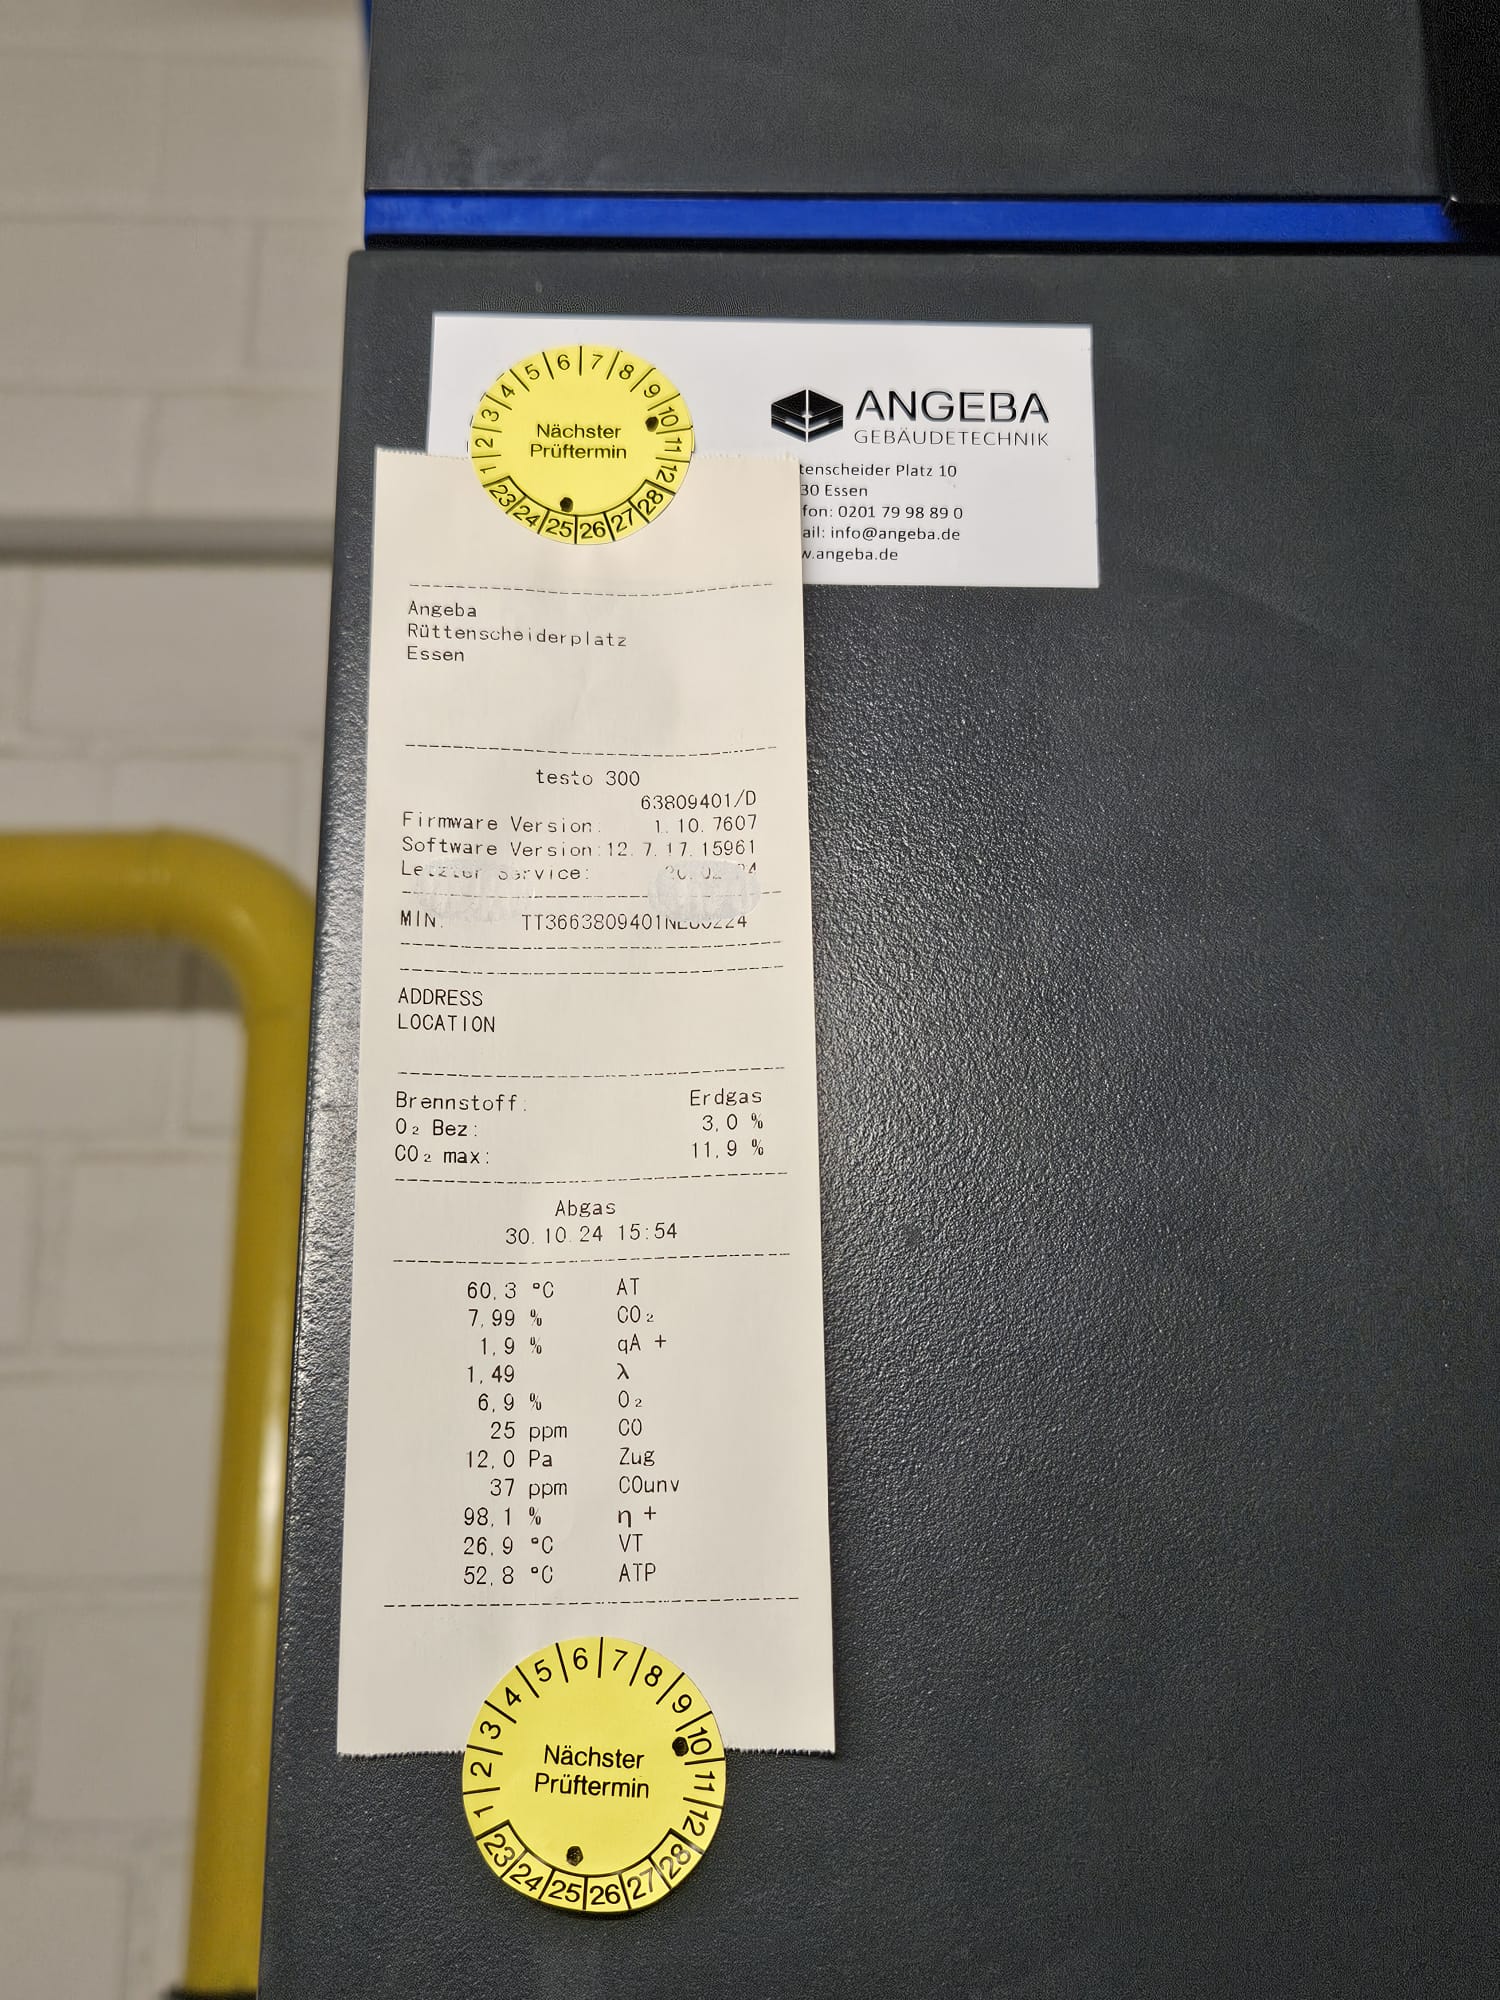 5 6 7 8 9 10 11 12
4 3 2 1
Nächster
Prüftermin
23 24 25 26 27 28
ANGEBA
GEBÄUDETECHNIK
tenscheider Platz 10
30 Essen
fon: 0201 79 98 89 0
ail: info@angeba.de
w.angeba.de
Angeba
Rüttenscheiderplatz
Essen
testo 300
63809401/D
Firmware Version: 1.10.7607
Software Version: 12.7.17.15961
Letzter Service:
MIN. TT3663809401
ADDRESS
LOCATION
Brennstoff: Erdgas
O₂ Bez: 3,0 %
CO₂ max: 11,9 %
Abgas
30.10.24 15:54
60,3 °C AT
7,99 % CO₂
1,9 % qA +
1,49 λ
6,9 % O₂
25 ppm CO
12,0 Pa Zug
37 ppm COunv
98,1 % η +
26,9 °C VT
52,8 °C ATP
1 2 3 4 5 6 7 8 9 10 11 12
Nächster
Prüftermin
23 24 25 26 27 28